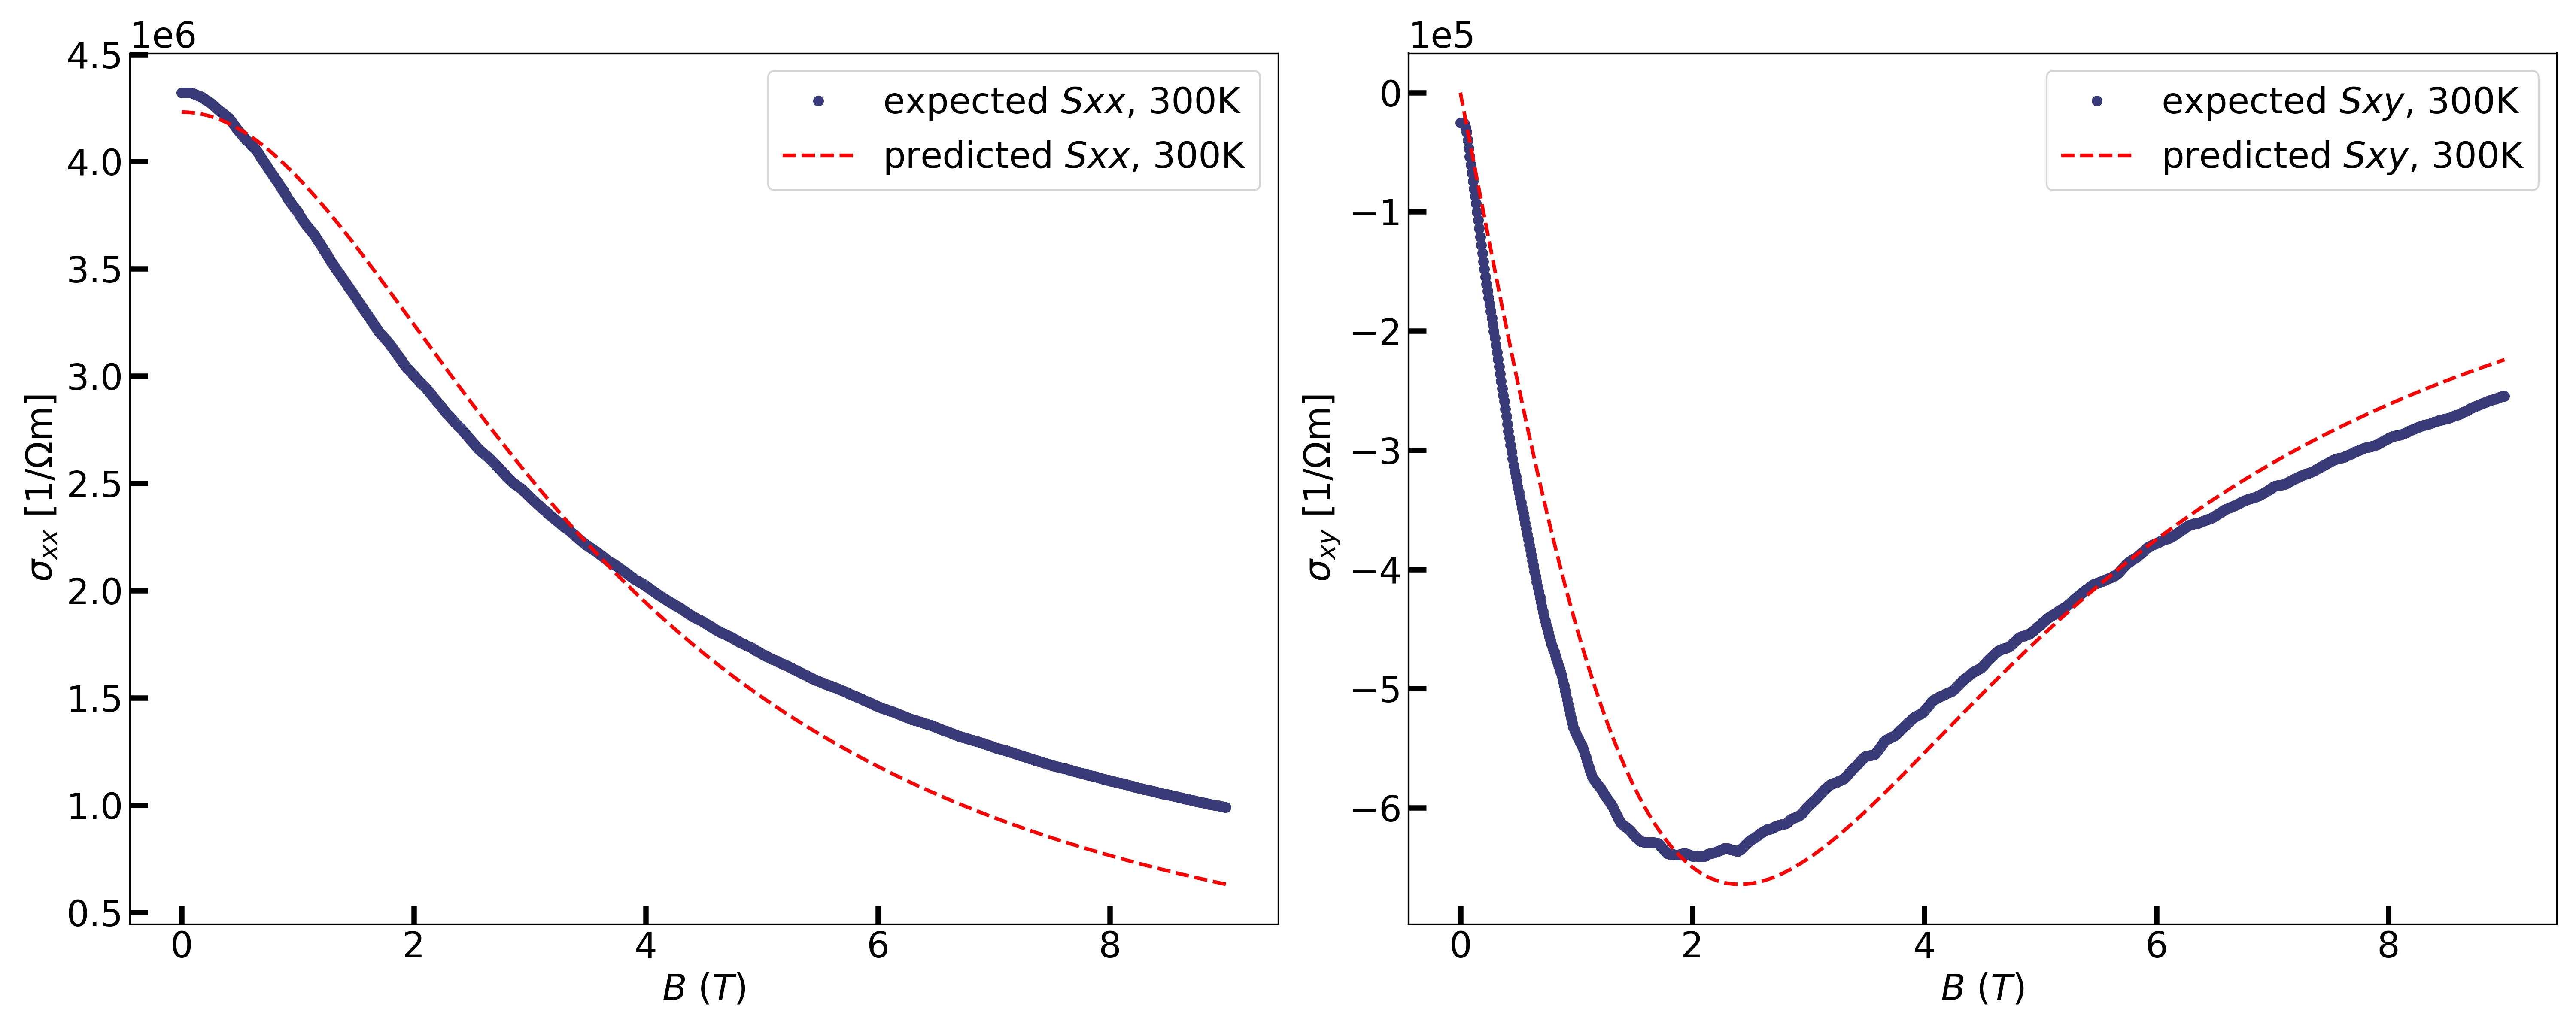 1e6
4.5
4.0
3.5
3.0
2.5
2.0
1.5
1.0
0.5
σxx [1/Ωm]
expected Sxx, 300K
predicted Sxx, 300K
0 2 4 6 8
B (T)
1e5
0
−1
−2
−3
−4
−5
−6
σxy [1/Ωm]
expected Sxy, 300K
predicted Sxy, 300K
0 2 4 6 8
B (T)